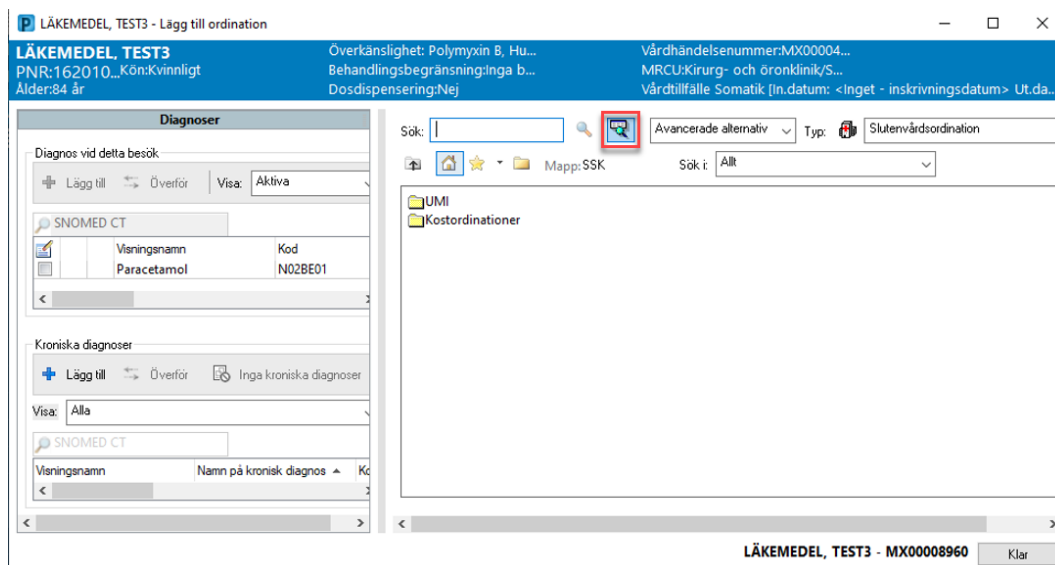 LÄKEMEDEL, TEST3 - Lägg till ordination
LÄKEMEDEL, TEST3
PNR:162010... Kön:Kvinnligt
Ålder:84 år
Överkänslighet: Polymyxin B, Hu...
Behandlingsbegränsning:Inga b...
Dosdispensering:Nej
Vårdhändelsenummer:MX00004...
MRCU:Kirurg- och öronklinik/S...
Vårdtillfälle Somatik [In.datum: <Inget - inskrivningsdatum> Ut.da...
Diagnoser
Diagnos vid detta besök
Lägg till Överför Visa: Aktiva
SNOMED CT
Visningsnamn Kod
Paracetamol N02BE01
Kroniska diagnoser
Lägg till Överför Inga kroniska diagnoser
Visa: Alla
SNOMED CT
Visningsnamn Namn på kronisk diagnos Ko
Sök: Avancerade alternativ Typ: Slutenvårdsordination
Mapp: SSK Sök i: Allt
UMI
Kostordinationer
LÄKEMEDEL, TEST3 - MX00008960 Klar